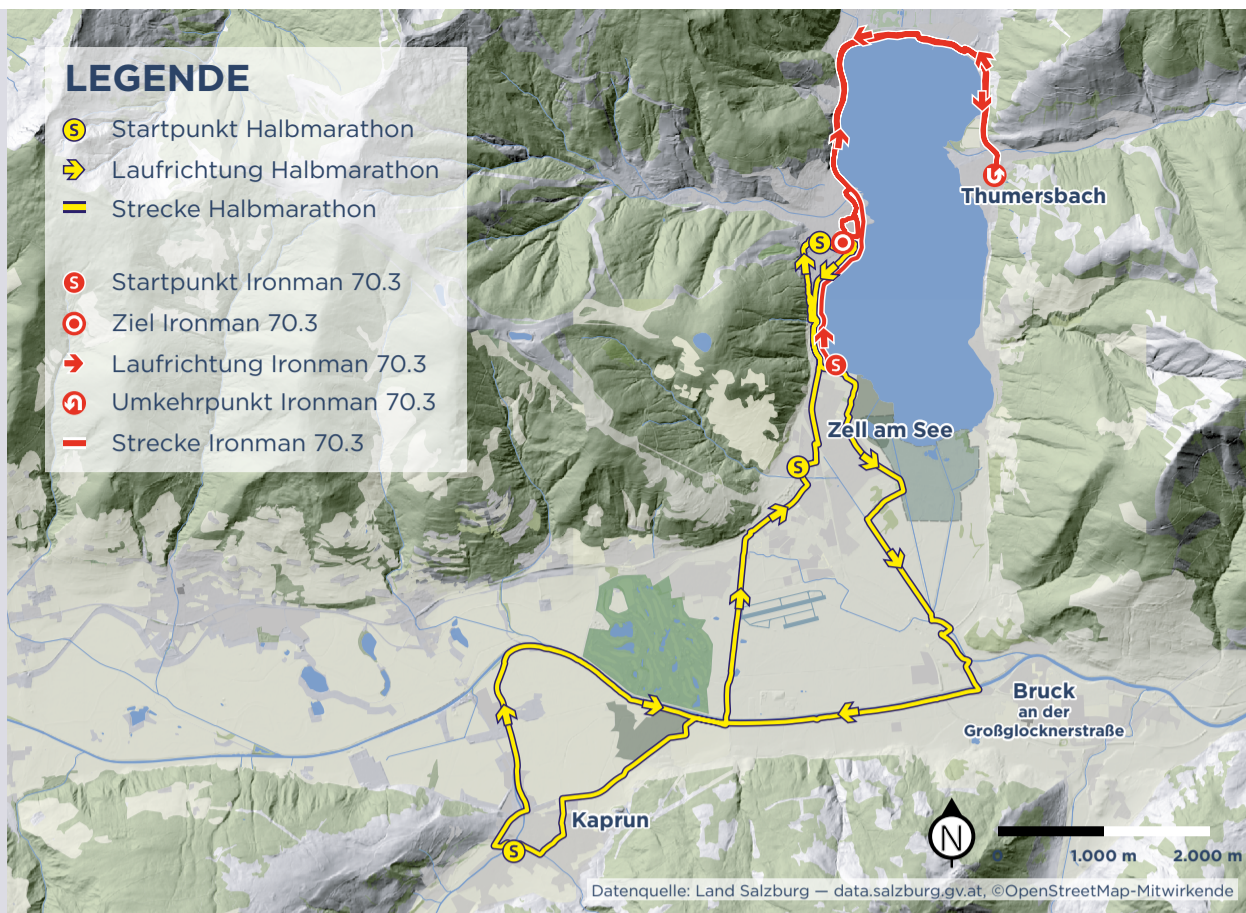 LEGENDE
S Startpunkt Halbmarathon
Laufrichtung Halbmarathon
Strecke Halbmarathon
S Startpunkt Ironman 70.3
Ziel Ironman 70.3
Laufrichtung Ironman 70.3
Umkehrpunkt Ironman 70.3
Strecke Ironman 70.3
Thumersbach
S
S
Zell am See
S
Bruck
an der
Großglocknerstraße
Kaprun
S
N
0 1.000 m 2.000 m
Datenquelle: Land Salzburg — data.salzburg.gv.at, ©OpenStreetMap-Mitwirkende